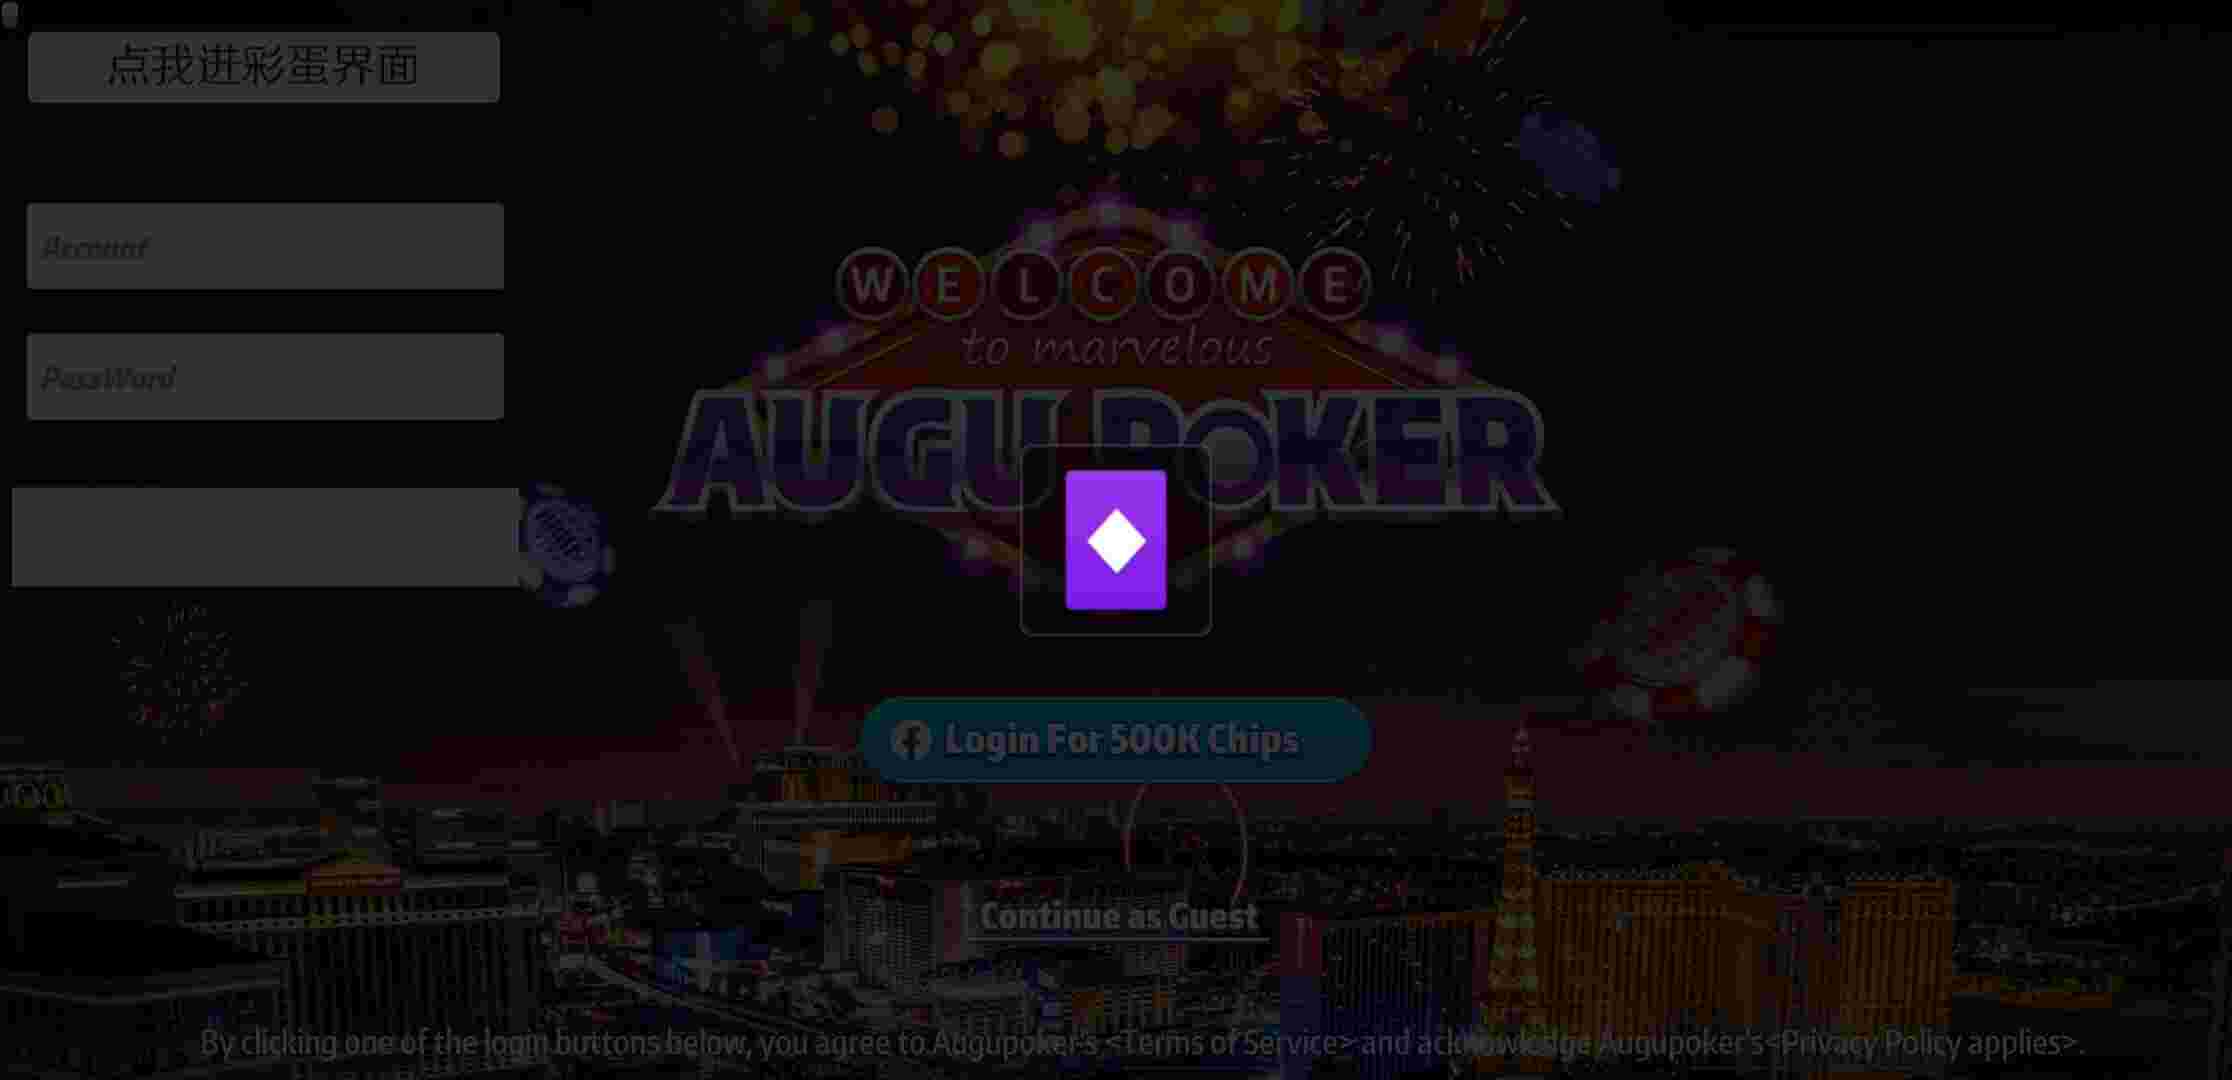 点我进彩蛋界面
Account
PassWord
WELCOME
to marvelous
AUGU POKER
Login For 500K Chips
Continue as Guest
By clicking one of the login buttons below, you agree to Augupoker's <Terms of Service> and acknowledge Augupoker's<Privacy Policy applies>.